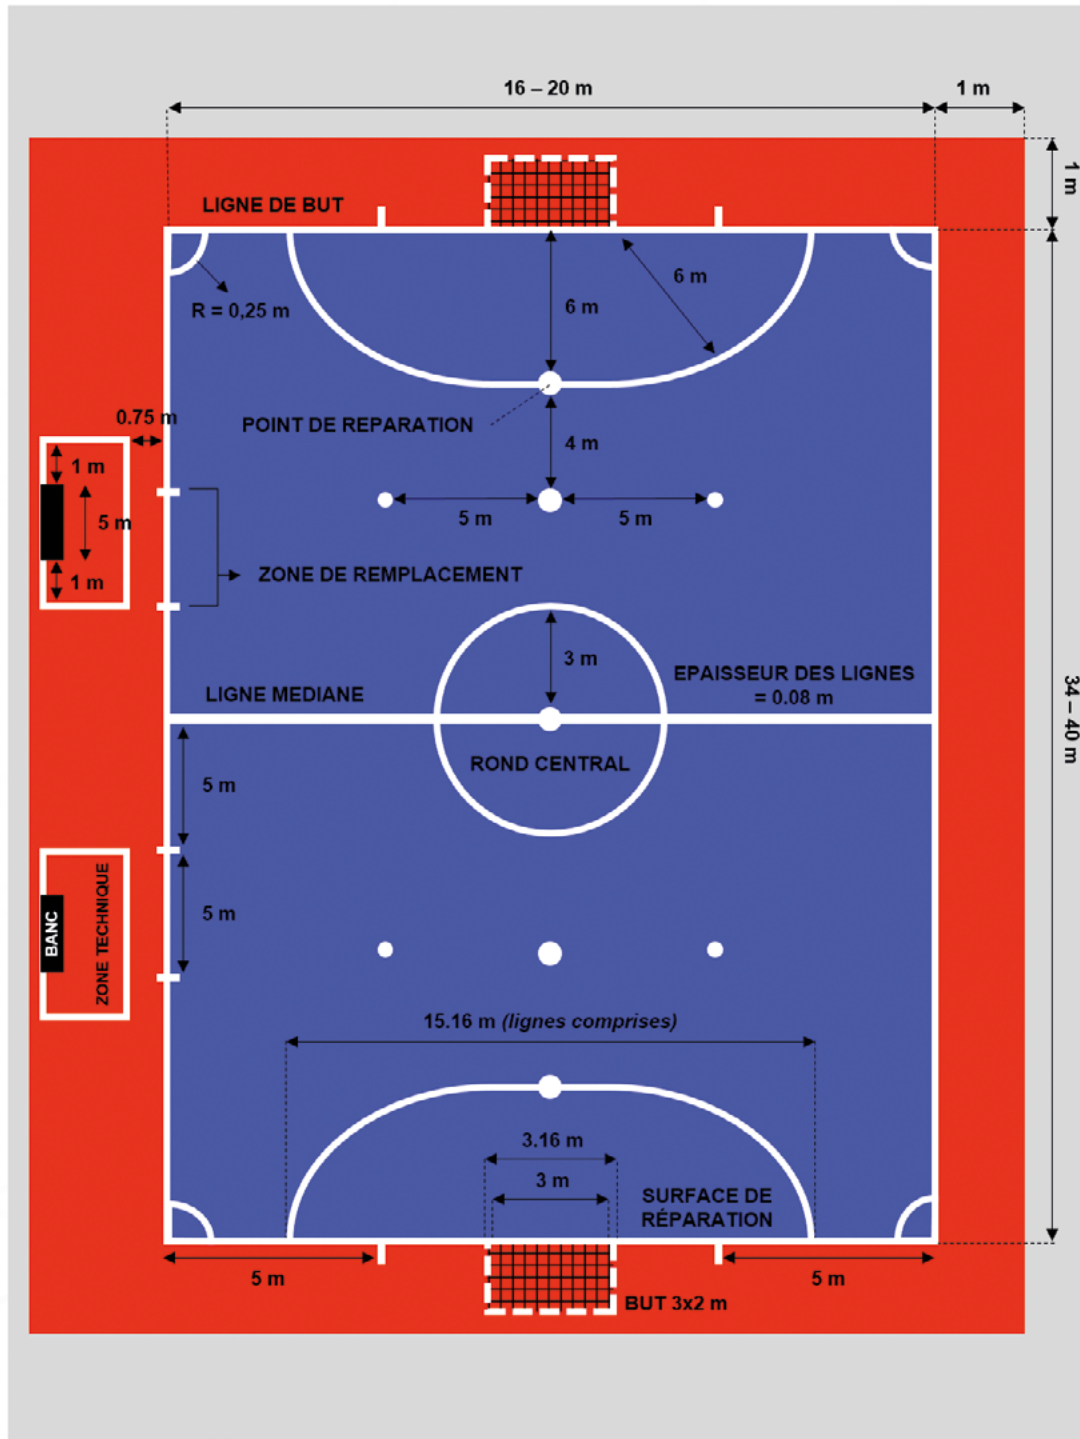 16 – 20 m
1 m
1 m
LIGNE DE BUT
6 m
R = 0,25 m
6 m
0.75 m
POINT DE REPARATION
4 m
1 m
5 m
5 m
5 m
1 m
ZONE DE REMPLACEMENT
3 m
EPAISSEUR DES LIGNES
= 0.08 m
LIGNE MEDIANE
34 – 40 m
ROND CENTRAL
5 m
BANC
ZONE TECHNIQUE
5 m
15.16 m (lignes comprises)
3.16 m
3 m
SURFACE DE
RÉPARATION
5 m
5 m
BUT 3x2 m